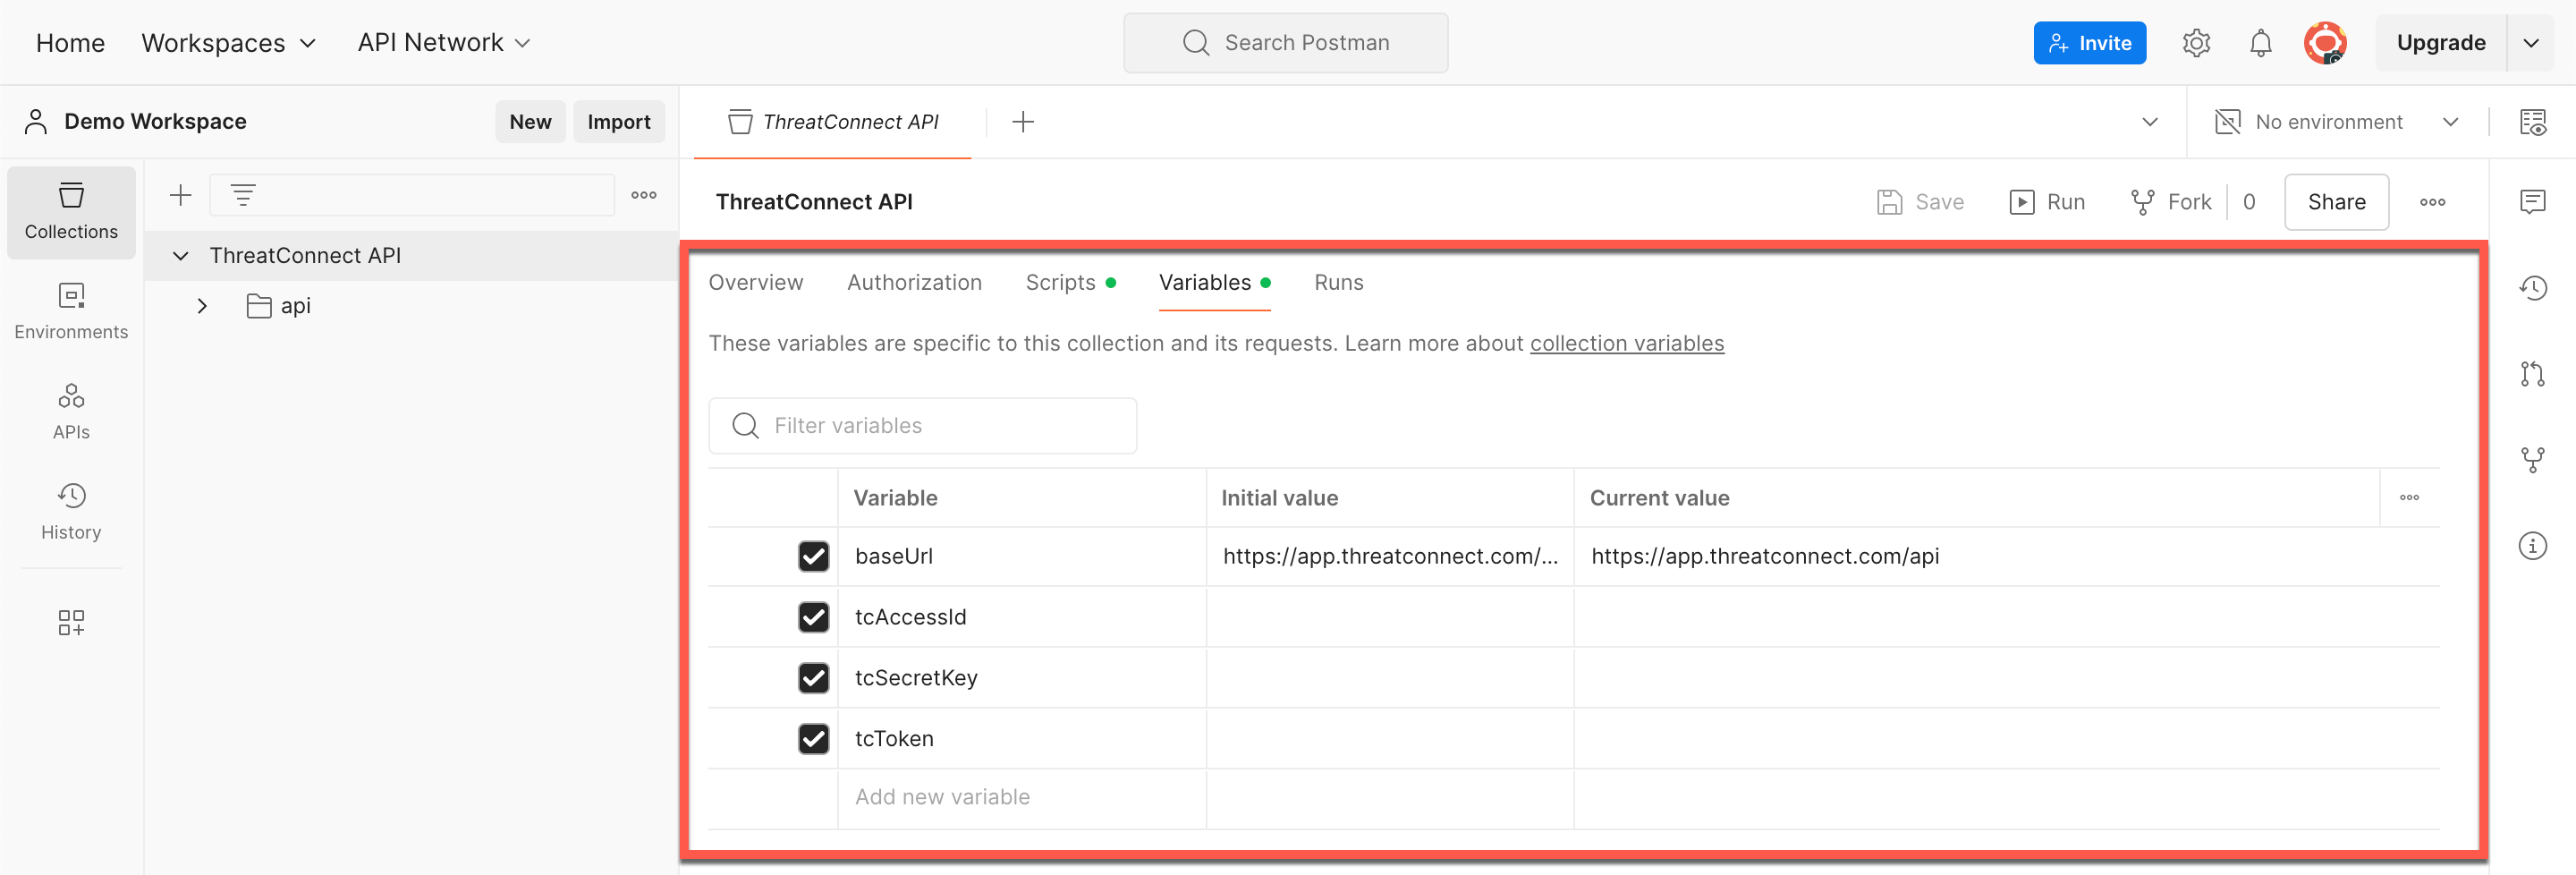 Home Workspaces API Network Search Postman Invite Upgrade
Demo Workspace New Import ThreatConnect API No environment
ThreatConnect API Save Run Fork 0 Share
Collections
Environments
APIs
History
ThreatConnect API
api
Overview Authorization Scripts Variables Runs
These variables are specific to this collection and its requests. Learn more about collection variables
Filter variables
Variable Initial value Current value
baseUrl https://app.threatconnect.com/... https://app.threatconnect.com/api
tcAccessId
tcSecretKey
tcToken
Add new variable